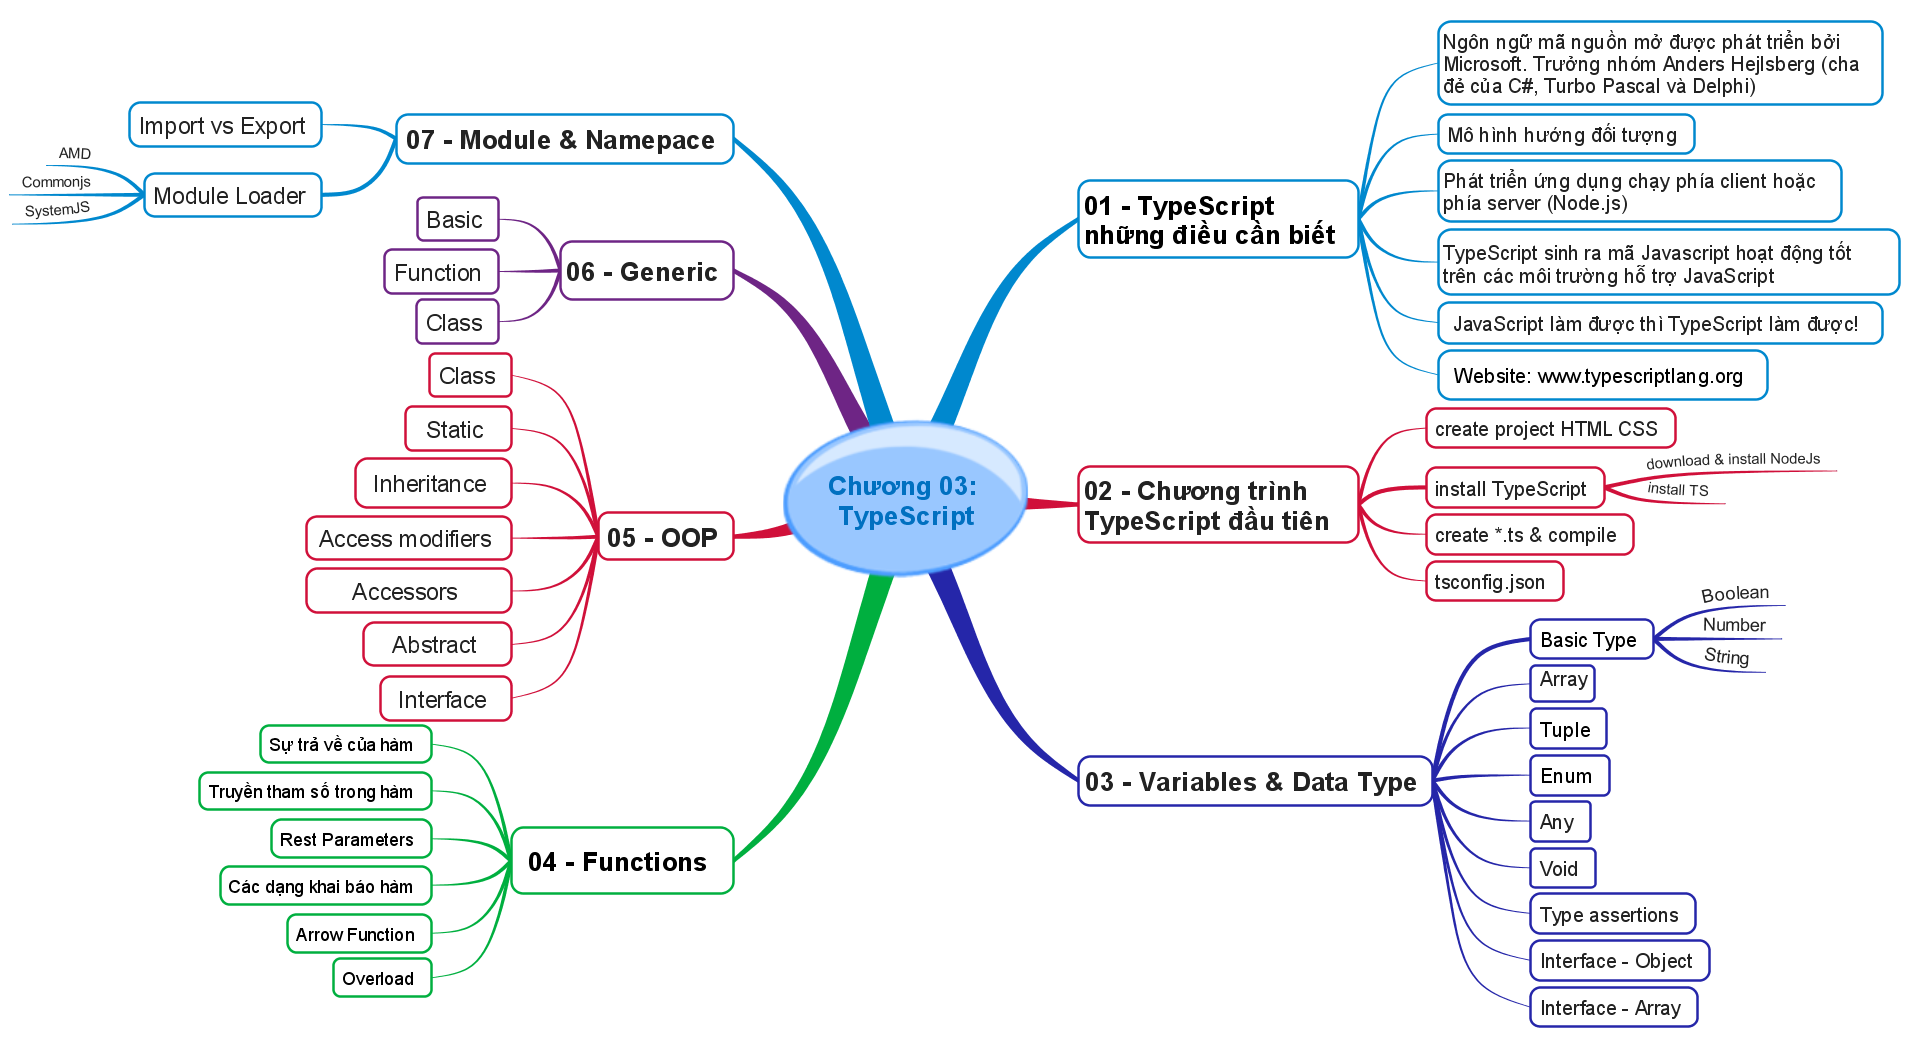 Chương 03:
TypeScript
01 - TypeScript
những điều cần biết
Ngôn ngữ mã nguồn mở được phát triển bởi
Microsoft. Trưởng nhóm Anders Hejlsberg (cha
đẻ của C#, Turbo Pascal và Delphi)
Mô hình hướng đối tượng
Phát triển ứng dụng chạy phía client hoặc
phía server (Node.js)
TypeScript sinh ra mã Javascript hoạt động tốt
trên các môi trường hỗ trợ JavaScript
JavaScript làm được thì TypeScript làm được!
Website: www.typescriptlang.org
02 - Chương trình
TypeScript đầu tiên
create project HTML CSS
install TypeScript
download & install NodeJs
install TS
create *.ts & compile
tsconfig.json
03 - Variables & Data Type
Basic Type
Boolean
Number
String
Array
Tuple
Enum
Any
Void
Type assertions
Interface - Object
Interface - Array
04 - Functions
Sự trả về của hàm
Truyền tham số trong hàm
Rest Parameters
Các dạng khai báo hàm
Arrow Function
Overload
05 - OOP
Class
Static
Inheritance
Access modifiers
Accessors
Abstract
Interface
06 - Generic
Basic
Function
Class
07 - Module & Namepace
Import vs Export
Module Loader
AMD
Commonjs
SystemJS